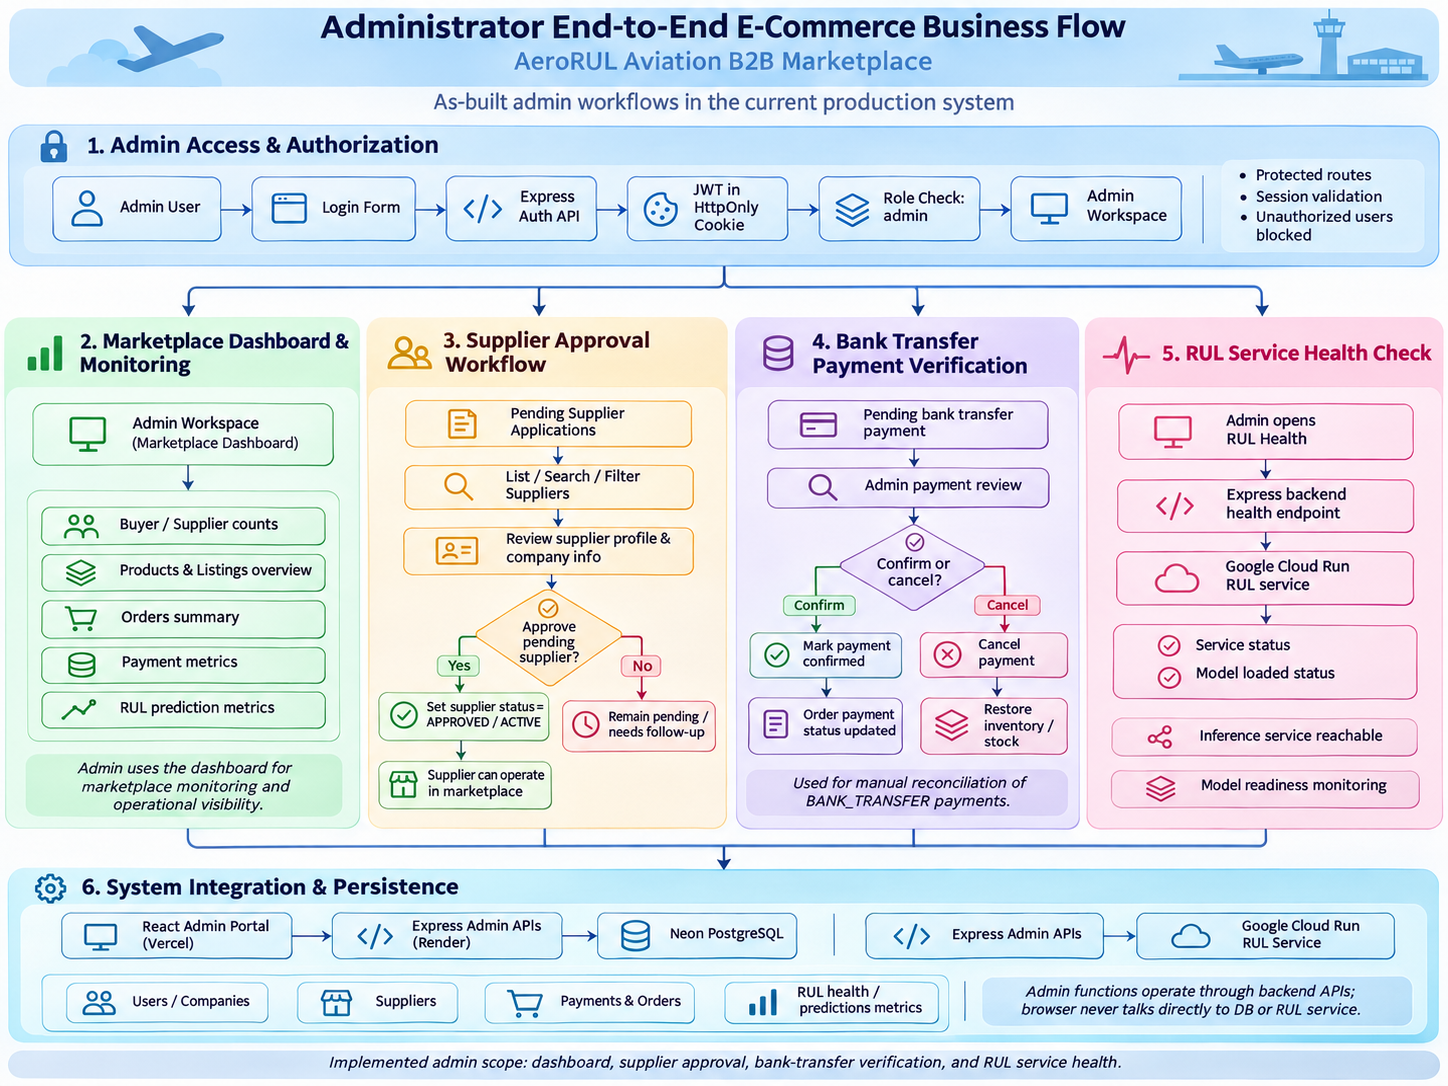 Administrator End-to-End E-Commerce Business Flow
AeroRUL Aviation B2B Marketplace
As-built admin workflows in the current production system
1. Admin Access & Authorization
Admin User
Login Form
Express
Auth API
JWT in
HttpOnly
Cookie
Role Check:
admin
Admin
Workspace
• Protected routes
• Session validation
• Unauthorized users
blocked
2. Marketplace Dashboard &
Monitoring
Admin Workspace
(Marketplace Dashboard)
Buyer / Supplier counts
Products & Listings overview
Orders summary
Payment metrics
RUL prediction metrics
Admin uses the dashboard for
marketplace monitoring and
operational visibility.
3. Supplier Approval
Workflow
Pending Supplier
Applications
List / Search / Filter
Suppliers
Review supplier profile &
company info
Approve
pending
supplier?
Yes
No
Set supplier status=
APPROVED / ACTIVE
Remain pending /
needs follow-up
Supplier can operate
in marketplace
4. Bank Transfer
Payment Verification
Pending bank transfer
payment
Admin payment review
Confirm or
cancel?
Confirm
Cancel
Mark payment
confirmed
Cancel
payment
Order payment
status updated
Restore
inventory /
stock
Used for manual reconciliation of
BANK_TRANSFER payments.
5. RUL Service Health Check
Admin opens
RUL Health
Express backend
health endpoint
Google Cloud Run
RUL service
Service status
Model loaded status
Inference service reachable
Model readiness monitoring
6. System Integration & Persistence
React Admin Portal
(Vercel)
Express Admin APIs
(Render)
Neon PostgreSQL
Express Admin APIs
Google Cloud Run
RUL Service
Users / Companies
Suppliers
Payments & Orders
RUL health /
predictions metrics
Admin functions operate through backend APIs;
browser never talks directly to DB or RUL service.
Implemented admin scope: dashboard, supplier approval, bank-transfer verification, and RUL service health.